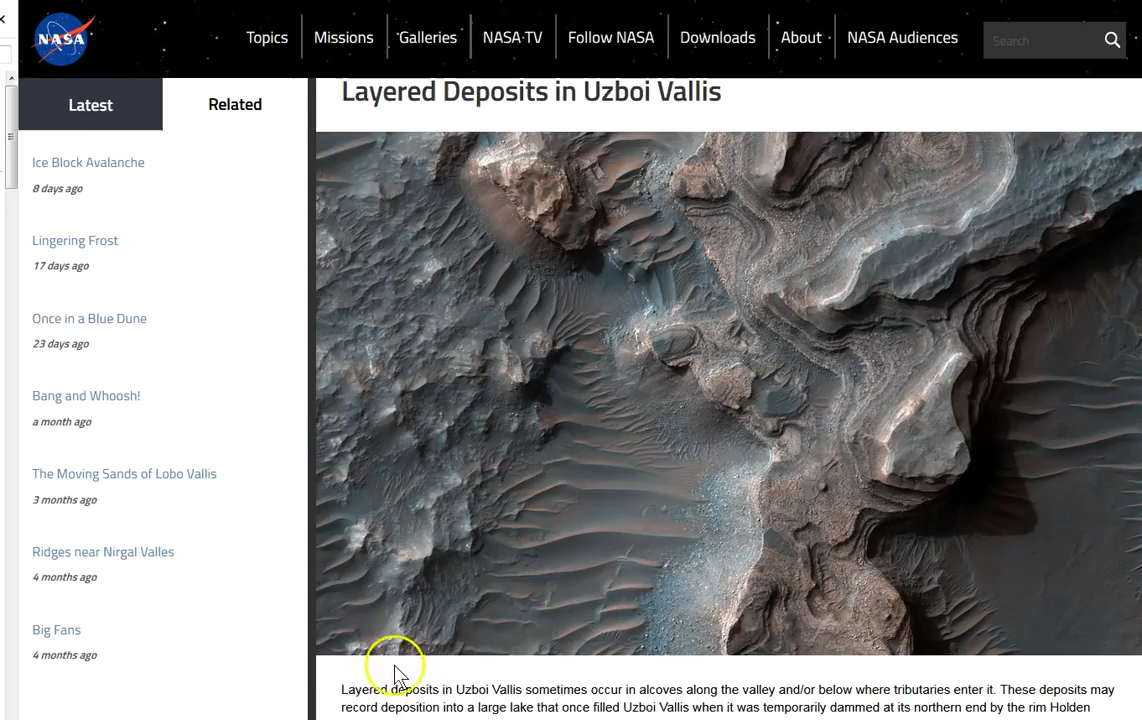 NASA
Topics
Missions
Galleries
NASA TV
Follow NASA
Downloads
About
NASA Audiences
Search
Latest
Related
Ice Block Avalanche
8 days ago
Lingering Frost
17 days ago
Once in a Blue Dune
23 days ago
Bang and Whoosh!
a month ago
The Moving Sands of Lobo Vallis
3 months ago
Ridges near Nirgal Valles
4 months ago
Big Fans
4 months ago
Layered Deposits in Uzboi Vallis
Layered deposits in Uzboi Vallis sometimes occur in alcoves along the valley and/or below where tributaries enter it. These deposits may
record deposition into a large lake that once filled Uzboi Vallis when it was temporarily dammed at its northern end by the rim Holden